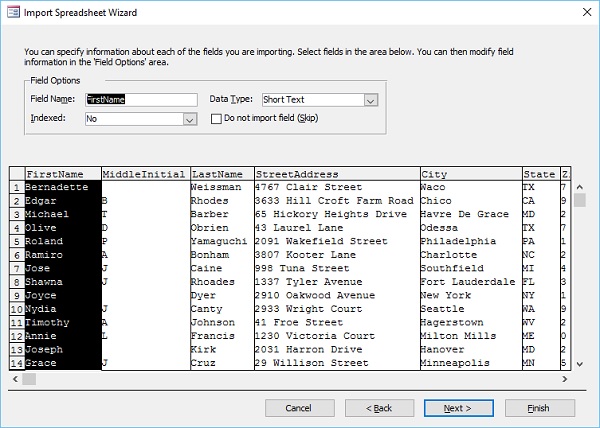 Import Spreadsheet Wizard
You can specify information about each of the fields you are importing. Select fields in the area below. You can then modify field
information in the 'Field Options' area.
Field Options
Field Name: FirstName Data Type: Short Text
Indexed: No Do not import field (Skip)
FirstName MiddleInitial LastName StreetAddress City State Z
1 Bernadette Weissman 4767 Clair Street Waco TX 7
2 Edgar B Rhodes 3633 Hill Croft Farm Road Chico CA 9
3 Michael T Barber 65 Hickory Heights Drive Havre De Grace MD 2
4 Olive D Obrien 43 Laurel Lane Odessa TX 7
5 Roland P Yamaguchi 2091 Wakefield Street Philadelphia PA 1
6 Ramiro A Bonham 3807 Kooter Lane Charlotte NC 2
7 Jose J Caine 998 Tuna Street Southfield MI 4
8 Shawna J Rhoades 1337 Tyler Avenue Fort Lauderdale FL 3
9 Joyce Dyer 2910 Oakwood Avenue New York NY 1
10 Nydia J Canty 2933 Wright Court Seattle WA 9
11 Timothy A Johnson 41 Froe Street Hagerstown WV 2
12 Annie L Francis 1230 Victoria Court Milton Mills ME 0
13 Joseph Kirk 2031 Harron Drive Hanover MD 2
14 Grace J Cruz 29 Willison Street Minneapolis MN 5
Cancel < Back Next > Finish